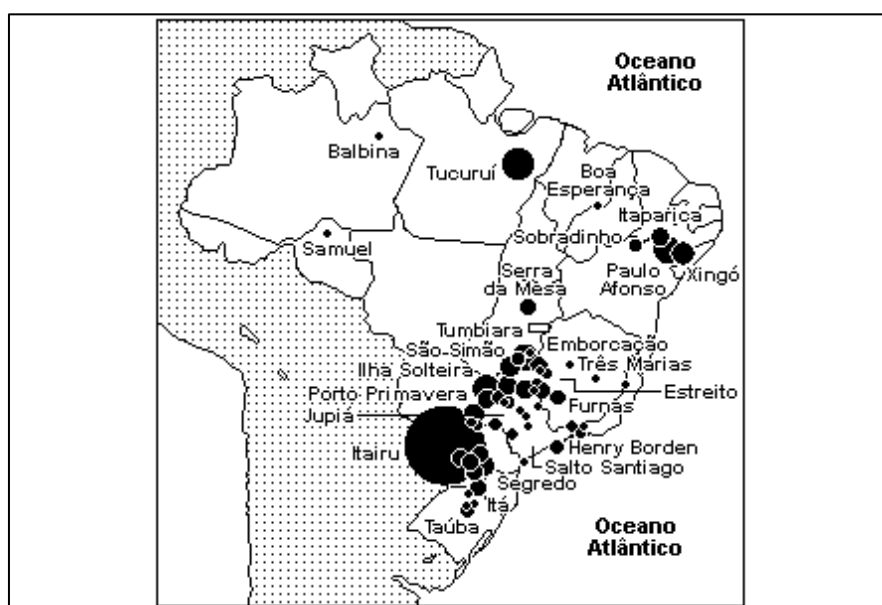 Oceano
Atlântico
Balbina
Tucuruí
Boa
Esperança
Itaparica
Samuel
Sobradinho
Paulo
Afonso
Xingó
Serra
da Mesa
Tumbiara
São Simão
Emborcação
Três Marias
Ilha Solteira
Estreito
Porto Primavera
Furnas
Jupiá
Itairu
Henry Borden
Salto Santiago
Segredo
Itá
Taúba
Oceano
Atlântico